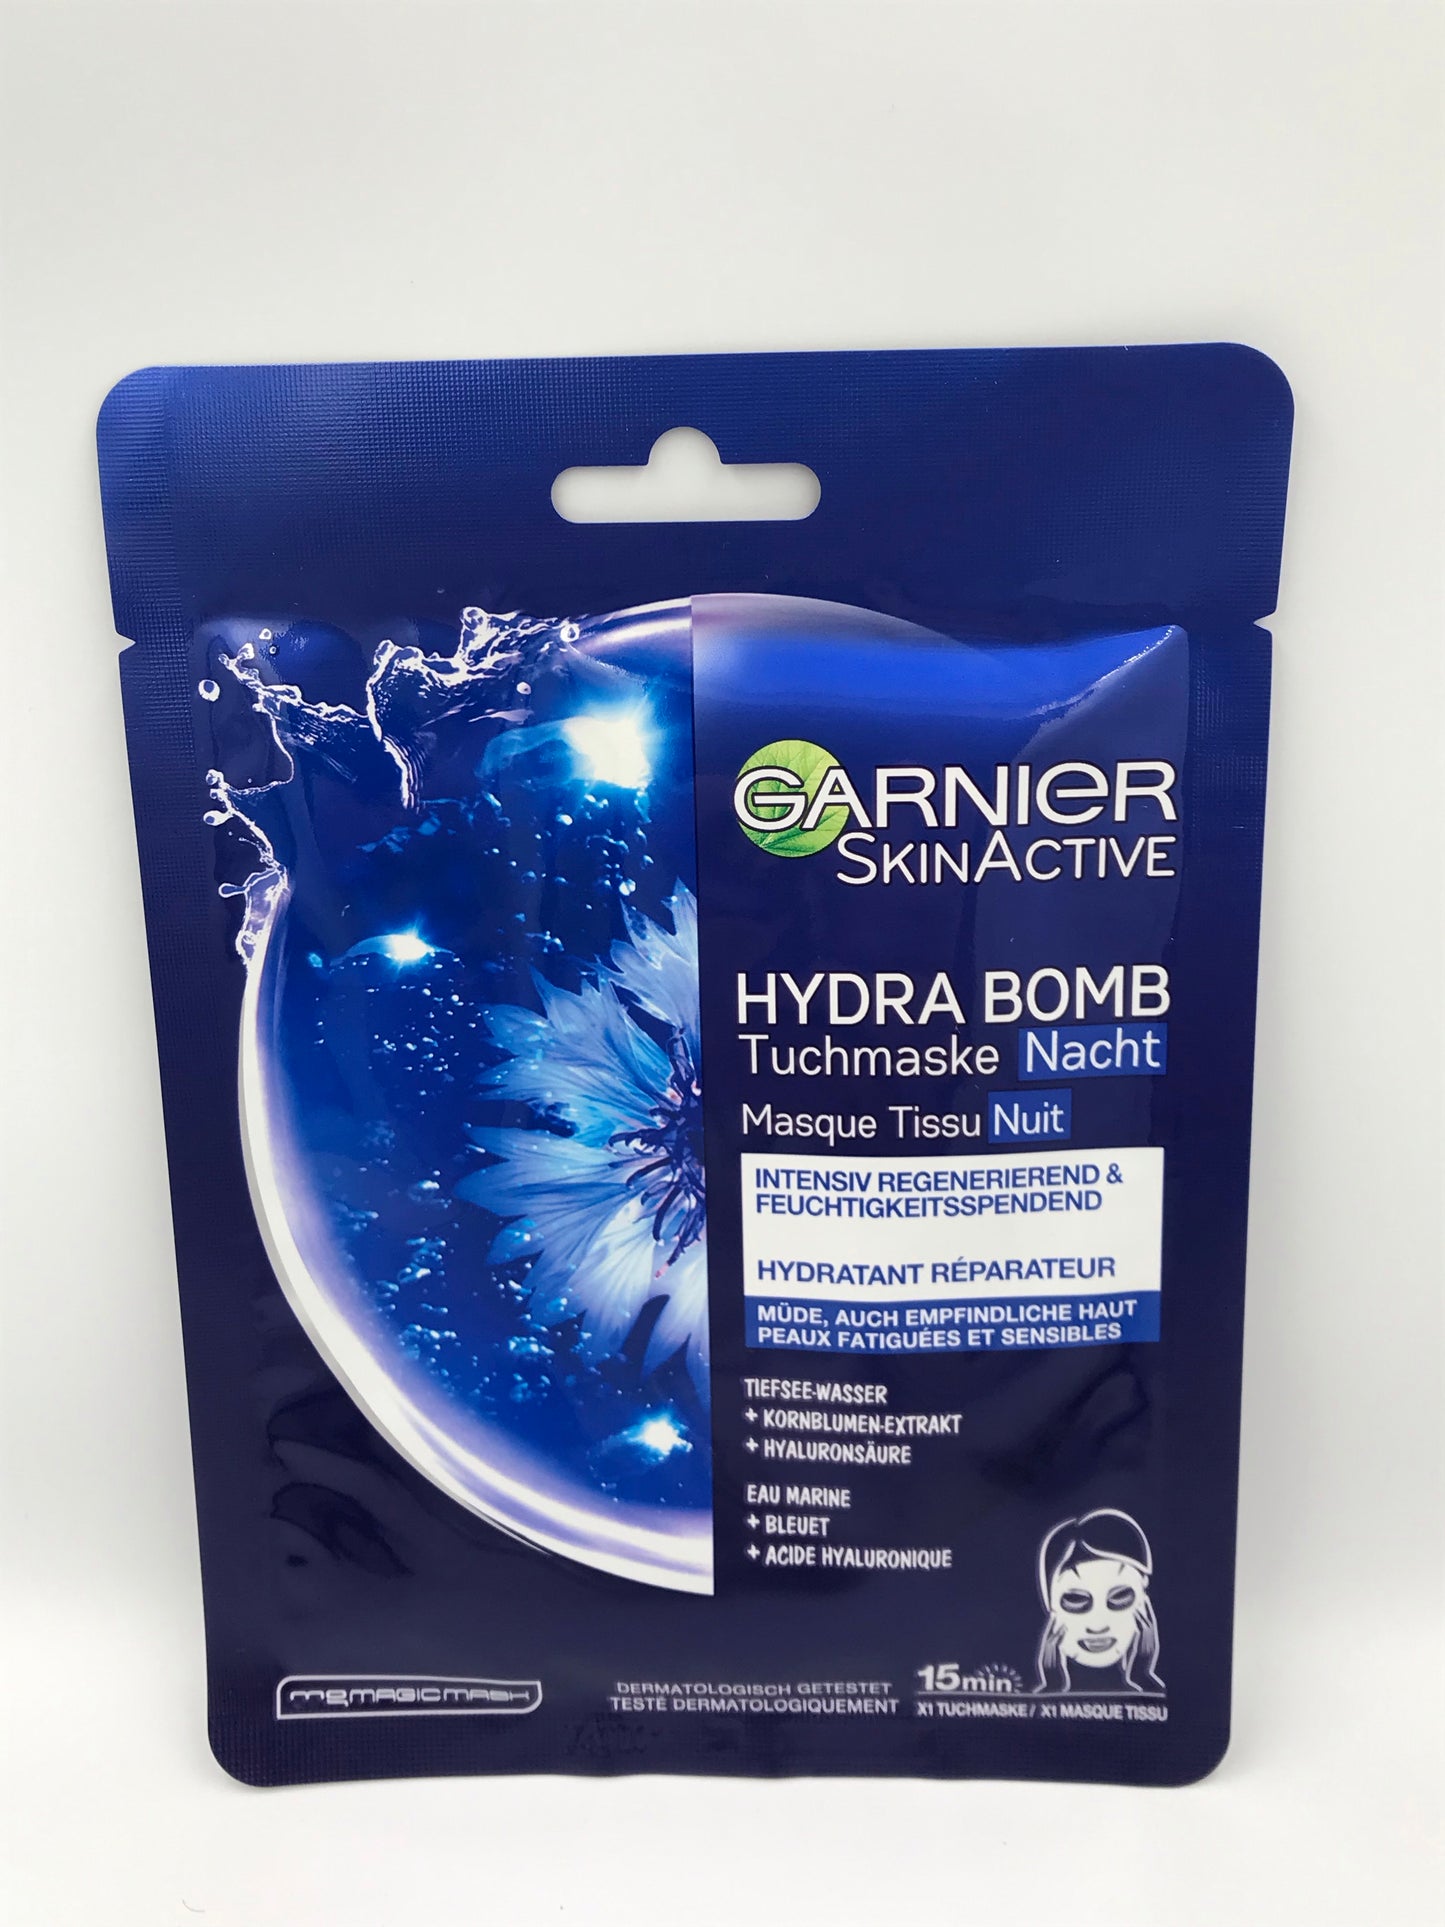 GARNIER
SKINACTIVE
HYDRA BOMB
Tuchmaske Nacht
Masque Tissu Nuit
INTENSIV REGENERIEREND &
FEUCHTIGKEITSSPENDEND
HYDRATANT RÉPARATEUR
MÜDE, AUCH EMPFINDLICHE HAUT
PEAUX FATIGUÉES ET SENSIBLES
TIEFSEE-WASSER
+ KORNBLUMEN-EXTRAKT
+ HYALURONSÄURE
EAU MARINE
+ BLEUET
+ ACIDE HYALURONIQUE
MAGICMASK
DERMATOLOGISCH GETESTET
TESTÉ DERMATOLOGIQUEMENT
15min
X1 TUCHMASKE / X1 MASQUE TISSU